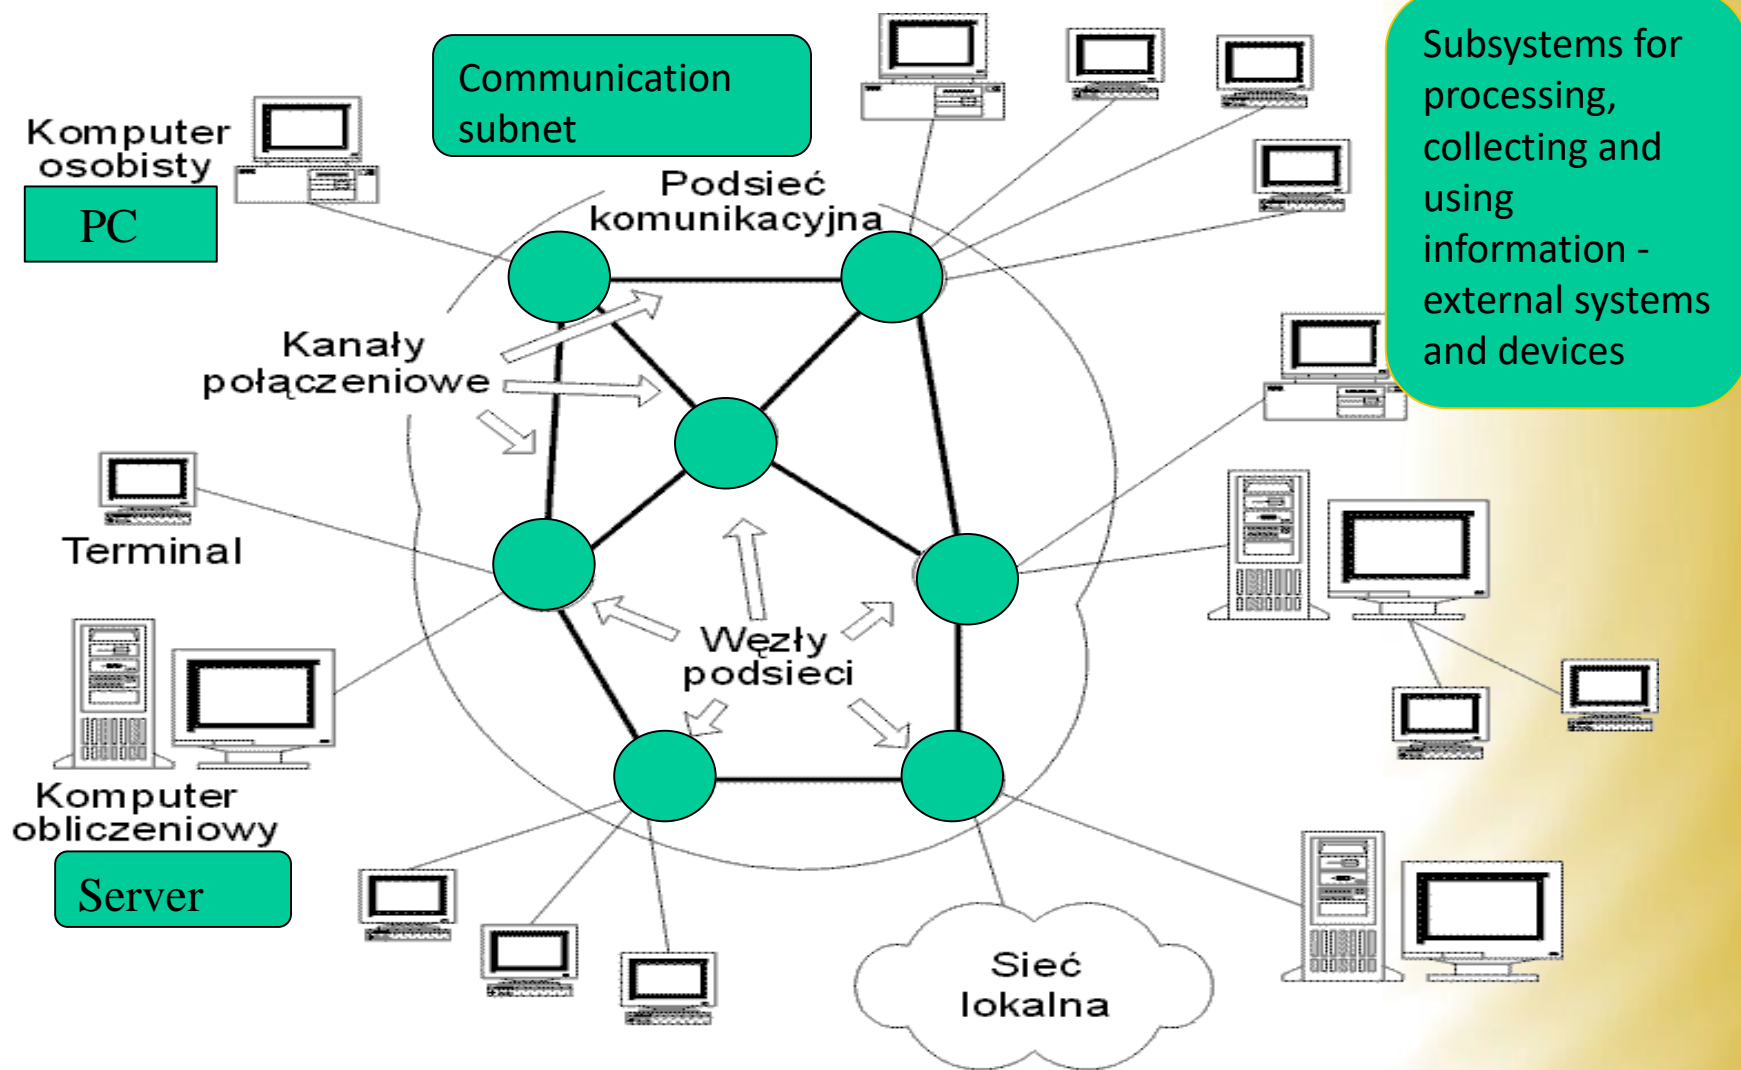 Communication
subnet
Subsystems for
processing,
collecting and
using
information -
external systems
and devices
Komputer
osobisty
PC
Podsieć
komunikacyjna
Kanały
połączeniowe
Terminal
Węzły
podsieci
Komputer
obliczeniowy
Server
Sieć
lokalna